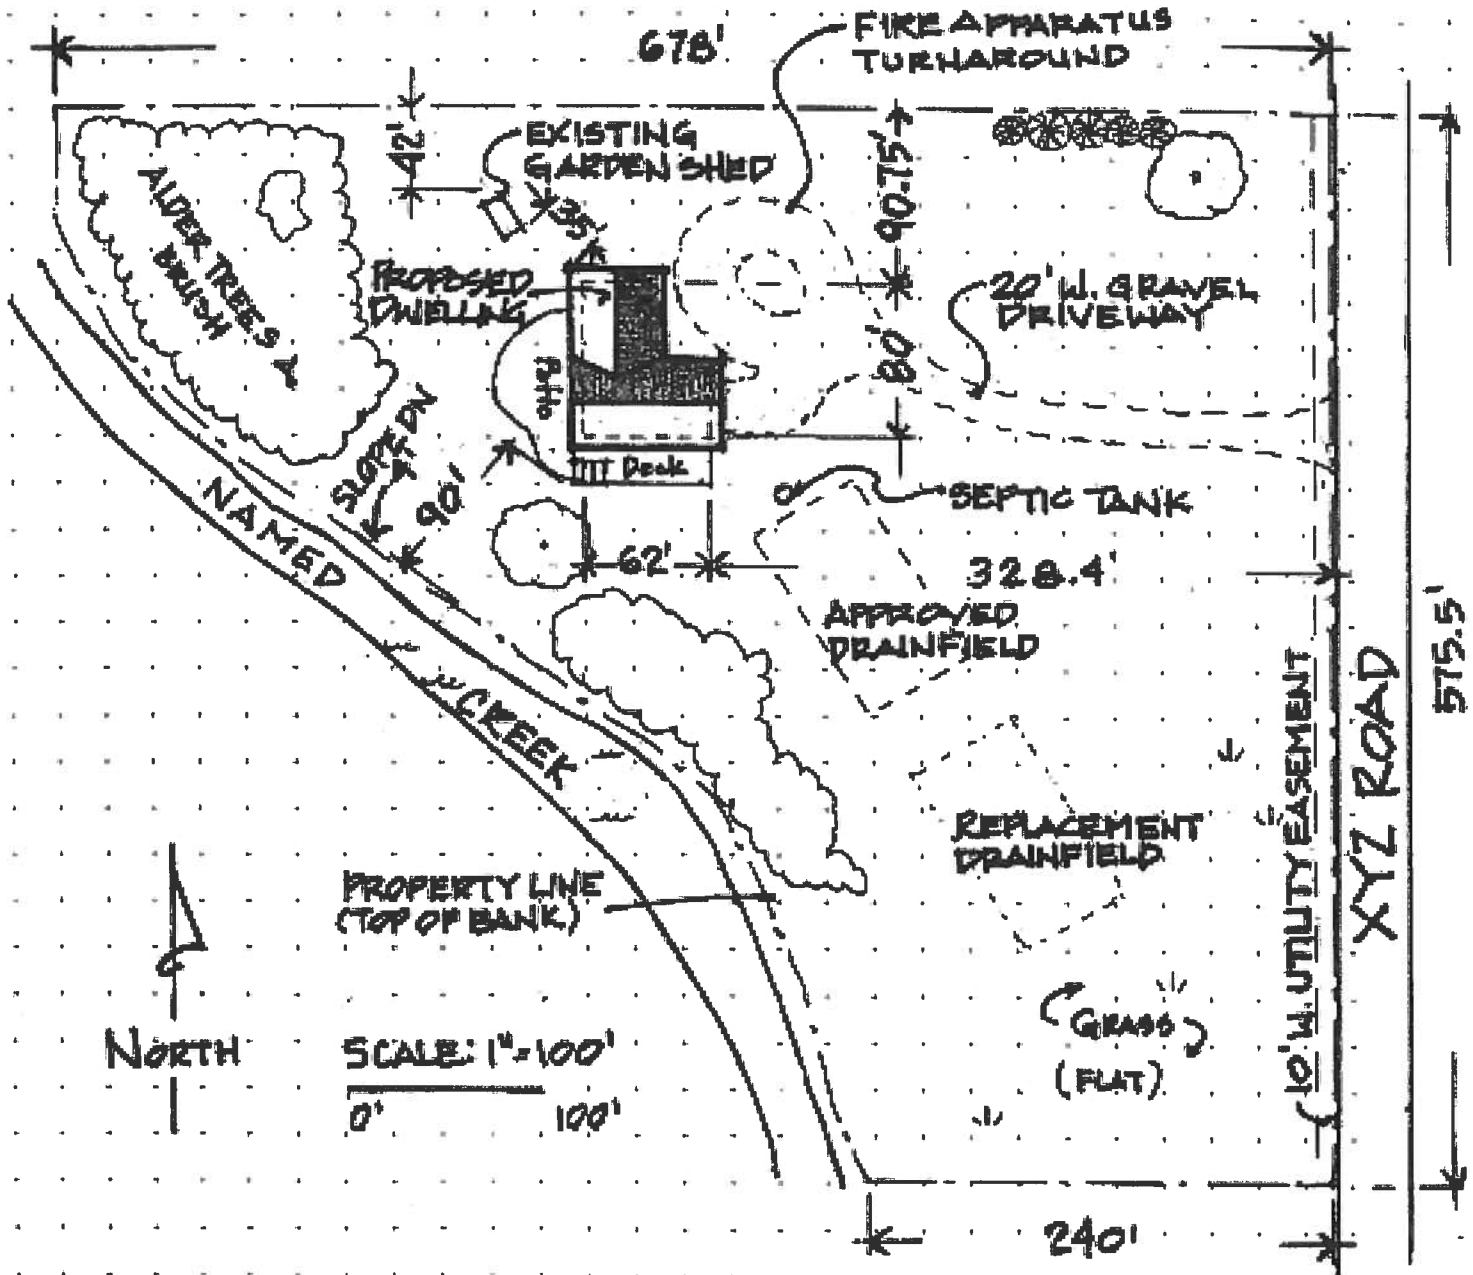 678'
FIRE APPARATUS
TURNAROUND
42'
EXISTING
GARDEN SHED
90.75'
ALDER TREES &
BRUSH
35'
PROPOSED
DWELLING
20' W. GRAVEL
DRIVEWAY
80'
Patio
SLOPE DN
90'
Deck
SEPTIC TANK
NAMED
CREEK
62'
328.4'
APPROVED
DRAINFIELD
575.5'
10' W. UTILITY EASEMENT
XYZ ROAD
REPLACEMENT
DRAINFIELD
PROPERTY LINE
(TOP OF BANK)
NORTH
SCALE: 1"=100'
0' 100'
GRASS
(FLAT)
240'